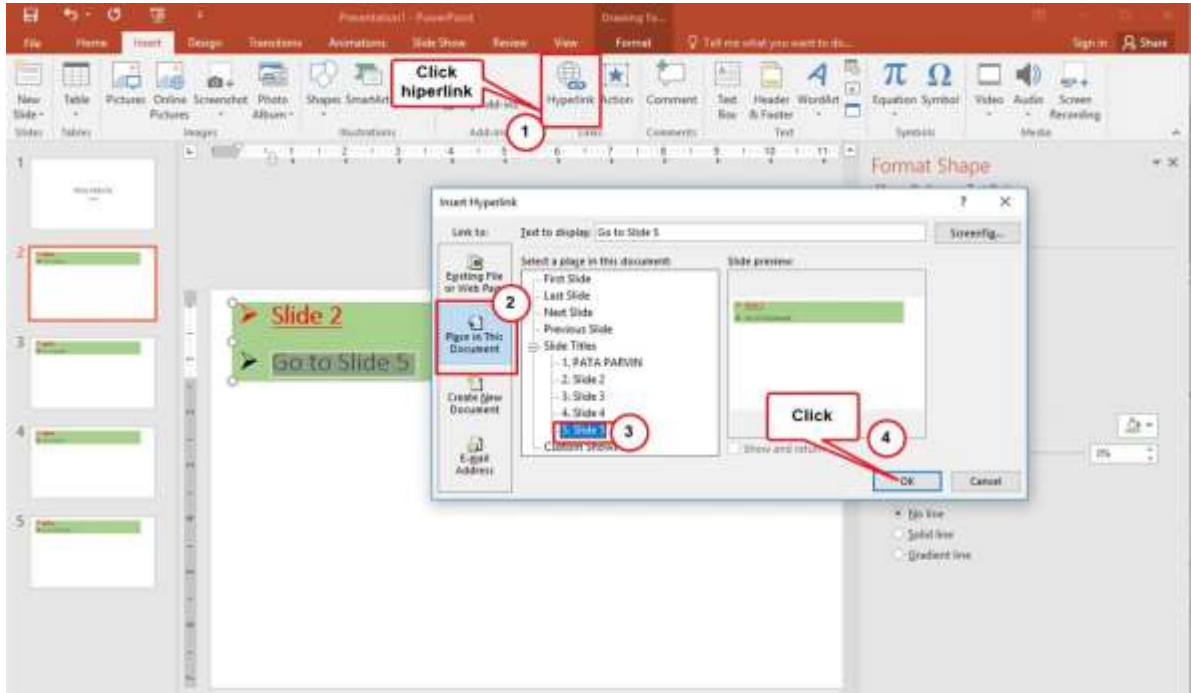 Presentation1 - PowerPoint
Drawing To...
File Home Insert Design Transitions Animations Slide Show Review View Format Tell me what you want to do... Sign in Share
New Slide
Table
Pictures
Online Pictures
Screenshot
Photo Album
Shapes
SmartArt
Click hiperlink
Hyperlink
Action
Comment
Text Box
Header & Footer
WordArt
Equation
Symbol
Video
Audio
Screen Recording
Slides Tables Images Illustrations 1 Comments Text Symbols Media
Format Shape
1
2
3
4
5
Slide 2
Go to Slide 5
Insert Hyperlink
? ×
Link to:
Text to display: Go to Slide 5
Existing File or Web Page
2
Place in This Document
Create New Document
E-mail Address
Select a place in this document:
First Slide
Last Slide
Next Slide
Previous Slide
Slide Titles
1. PATA PARVIN
2. Slide 2
3. Slide 3
4. Slide 4
5. Slide 5
3
Custom Shows
Slide preview:
Click
4
Show and return
OK
Cancel
0%
No line
Solid line
Gradient line